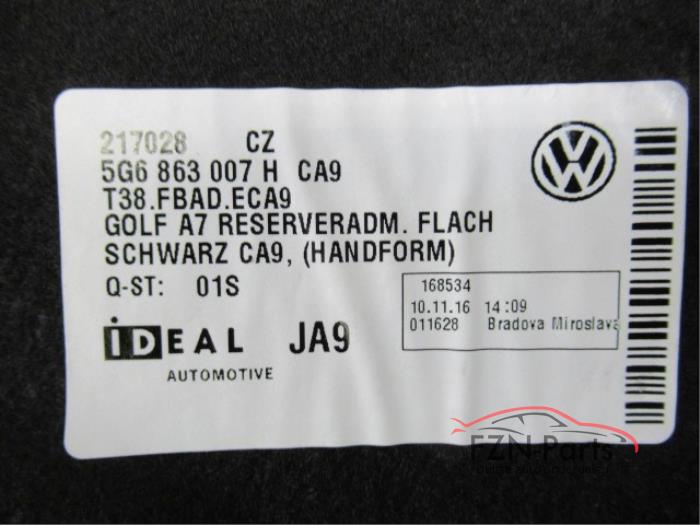 217028 CZ
5G6 863 007 H CA9
T38.FBAD.ECA9
GOLF A7 RESERVERADM. FLACH
SCHWARZ CA9, (HANDFORM)
Q-ST: 01S
168534
10.11.16 14:09
011628 Bradova Miroslava
iDEAL JA9
AUTOMOTIVE
FZN-Parts